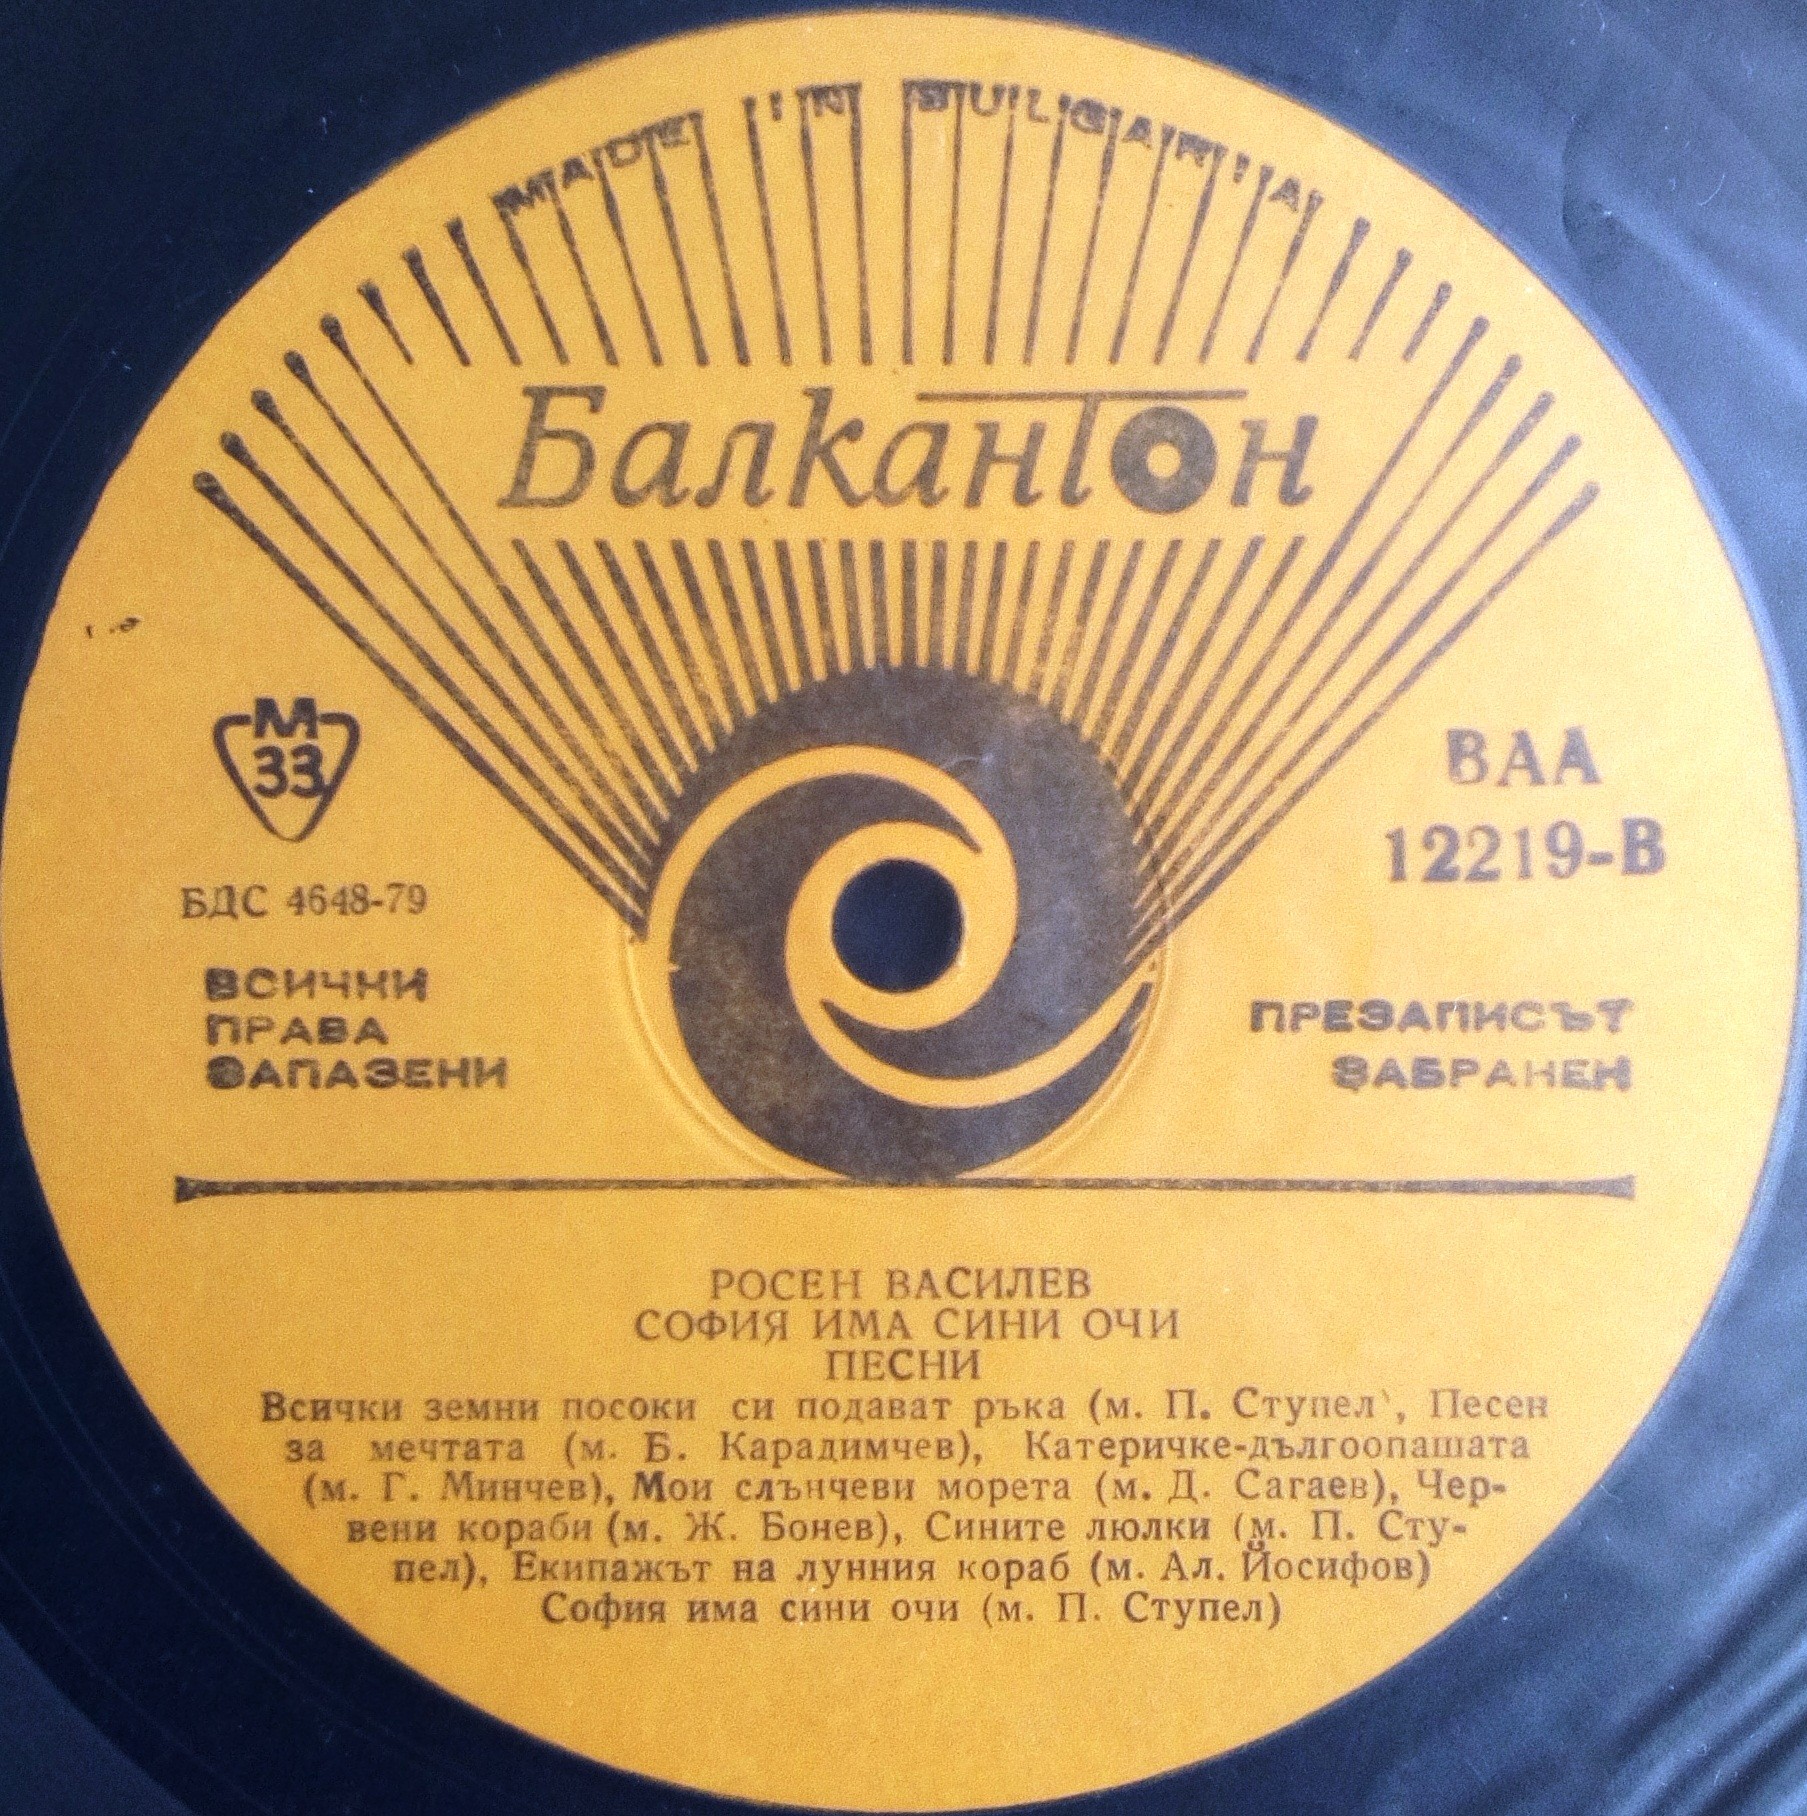 MADE IN BULGARIA
Балкантон
М
33
ВАА
12219-В
БДС 4648-79
ВСИЧКИ
ПРАВА
ЗАПАЗЕНИ
ПРЕЗАПИСЪТ
ЗАБРАНЕН
РОСЕН ВАСИЛЕВ
СОФИЯ ИМА СИНИ ОЧИ
ПЕСНИ
Всички земни посоки си подават ръка (м. П. Ступел), Песен
за мечтата (м. Б. Карадимчев), Катеричке-дългоопашата
(м. Г. Минчев), Мои слънчеви морета (м. Д. Сагаев), Чер-
вени кораби (м. Ж. Бонев), Сините люлки (м. П. Сту-
пел), Екипажът на лунния кораб (м. Ал. Йосифов)
София има сини очи (м. П. Ступел)